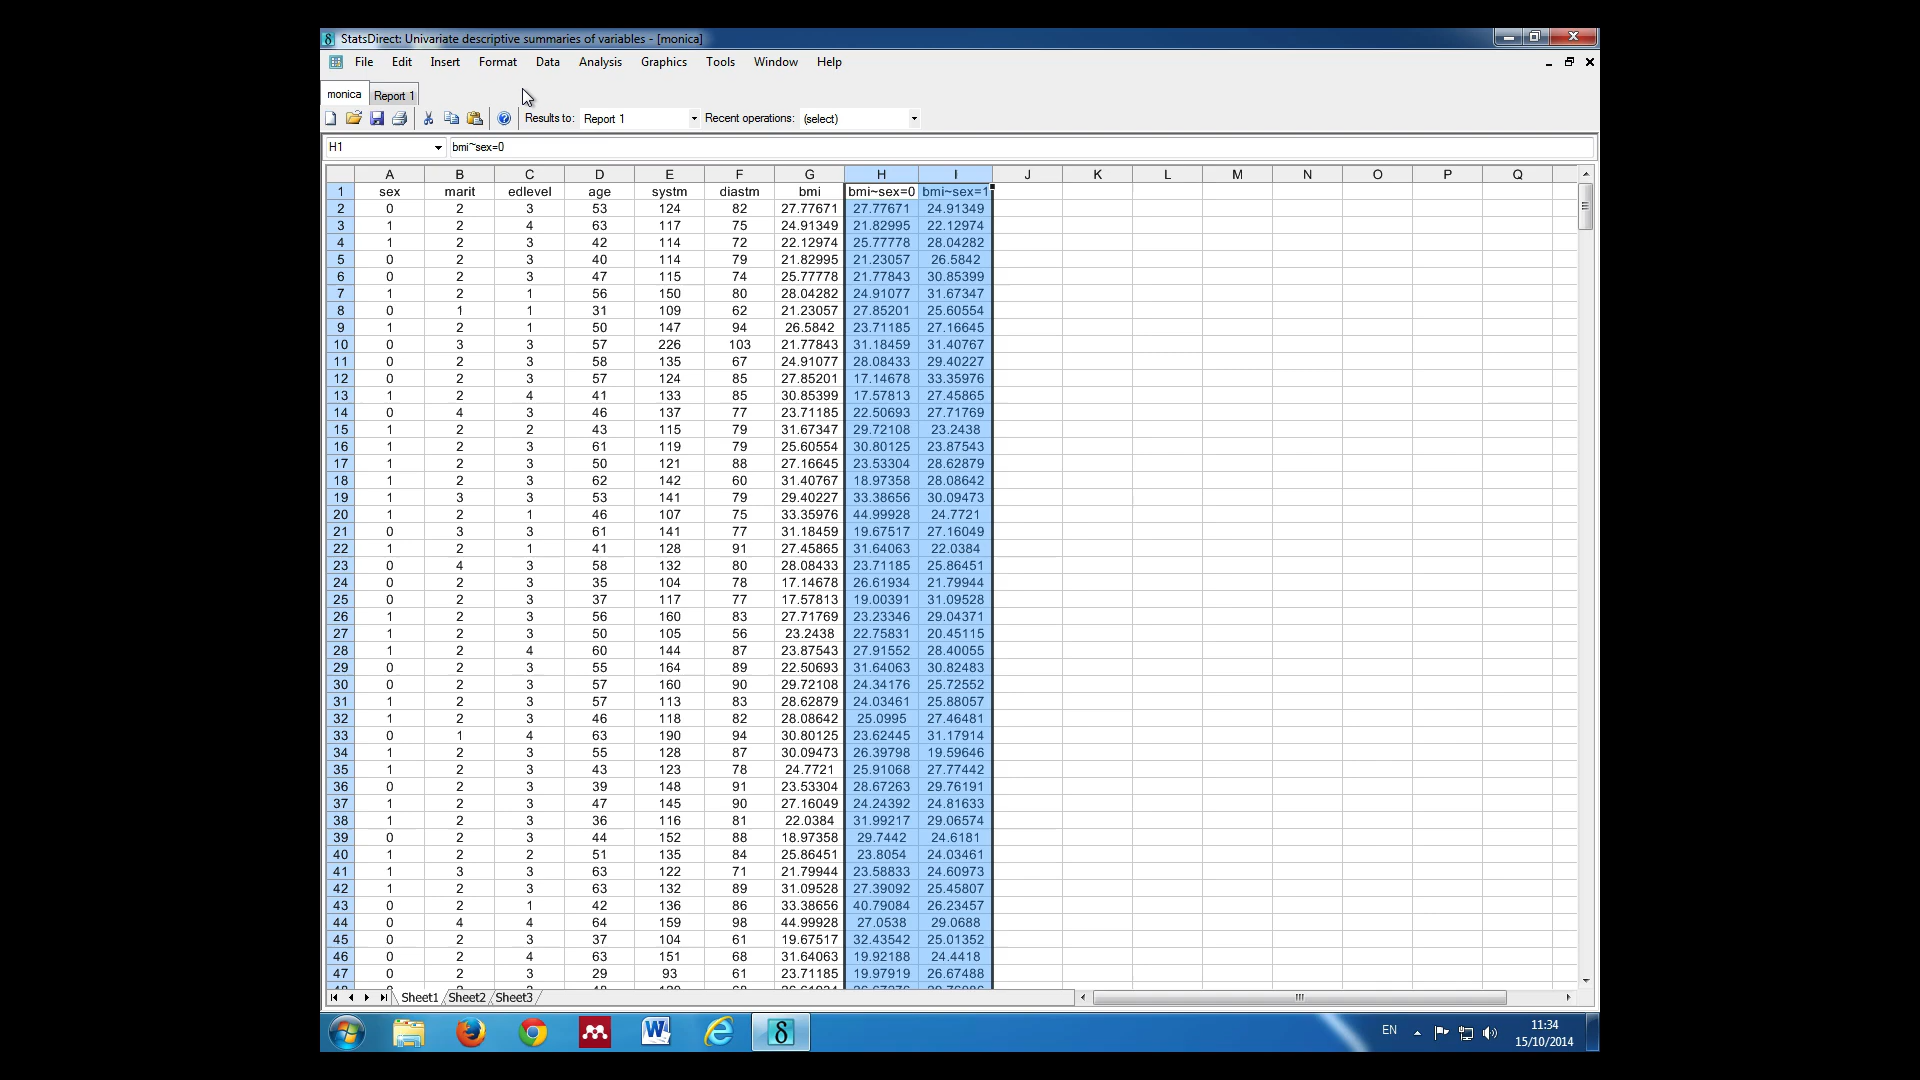 StatsDirect: Univariate descriptive summaries of variables - [monica]
File Edit Insert Format Data Analysis Graphics Tools Window Help
monica Report 1
Results to: Report 1 Recent operations: (select)
H1 bmi~sex=0
A B C D E F G H I J K L M N O P Q
1 sex marit edlevel age systm diastm bmi bmi~sex=0 bmi~sex=1
2 0 2 3 53 124 82 27.77671 27.77671 24.91349
3 1 2 4 63 117 75 24.91349 21.82995 22.12974
4 1 2 3 42 114 72 22.12974 25.77778 28.04282
5 0 2 3 40 114 79 21.82995 21.23057 26.5842
6 0 2 3 47 115 74 25.77778 21.77843 30.85399
7 1 2 1 56 150 80 28.04282 24.91077 31.67347
8 0 1 1 31 109 62 21.23057 27.85201 25.60554
9 1 2 1 50 147 94 26.5842 23.71185 27.16645
10 0 3 3 57 226 103 21.77843 31.18459 31.40767
11 0 2 3 58 135 67 24.91077 28.08433 29.40227
12 0 2 3 57 124 85 27.85201 17.14678 33.35976
13 1 2 4 41 133 85 30.85399 17.57813 27.45865
14 0 4 3 46 137 77 23.71185 22.50693 27.71769
15 1 2 2 43 115 79 31.67347 29.72108 23.2438
16 1 2 3 61 119 79 25.60554 30.80125 23.87543
17 1 2 3 50 121 88 27.16645 23.53304 28.62879
18 1 2 3 62 142 60 31.40767 18.97358 28.08642
19 1 3 3 53 141 79 29.40227 33.38656 30.09473
20 1 2 1 46 107 75 33.35976 44.99928 24.7721
21 0 3 3 61 141 77 31.18459 19.67517 27.16049
22 1 2 1 41 128 91 27.45865 31.64063 22.0384
23 0 4 3 58 132 80 28.08433 23.71185 25.86451
24 0 2 3 35 104 78 17.14678 26.61934 21.79944
25 0 2 3 37 117 77 17.57813 19.00391 31.09528
26 1 2 3 56 160 83 27.71769 23.23346 29.04371
27 1 2 3 50 105 56 23.2438 22.75831 20.45115
28 1 2 4 60 144 87 23.87543 27.91552 28.40055
29 0 2 3 55 164 89 22.50693 31.64063 30.82483
30 0 2 3 57 160 90 29.72108 24.34176 25.72552
31 1 2 3 57 113 83 28.62879 24.03461 25.88057
32 1 2 3 46 118 82 28.08642 25.0995 27.46481
33 0 1 4 63 190 94 30.80125 23.62445 31.17914
34 1 2 3 55 128 87 30.09473 26.39798 19.59646
35 1 2 3 43 123 78 24.7721 25.91068 27.77442
36 0 2 3 39 148 91 23.53304 28.67263 29.76191
37 1 2 3 47 145 90 27.16049 24.24392 24.81633
38 1 2 3 36 116 81 22.0384 31.99217 29.06574
39 0 2 3 44 152 88 18.97358 29.7442 24.6181
40 1 2 2 51 135 84 25.86451 23.8054 24.03461
41 1 3 3 63 122 71 21.79944 23.58833 24.60973
42 1 2 3 63 132 89 31.09528 27.39092 25.45807
43 0 2 1 42 136 86 33.38656 40.79084 26.23457
44 0 4 4 64 159 98 44.99928 27.0538 29.0688
45 0 2 3 37 104 61 19.67517 32.43542 25.01352
46 0 2 4 63 151 68 31.64063 19.92188 24.4418
47 0 2 3 29 93 61 23.71185 19.97919 26.67488
Sheet1 Sheet2 Sheet3
EN 11:34
15/10/2014